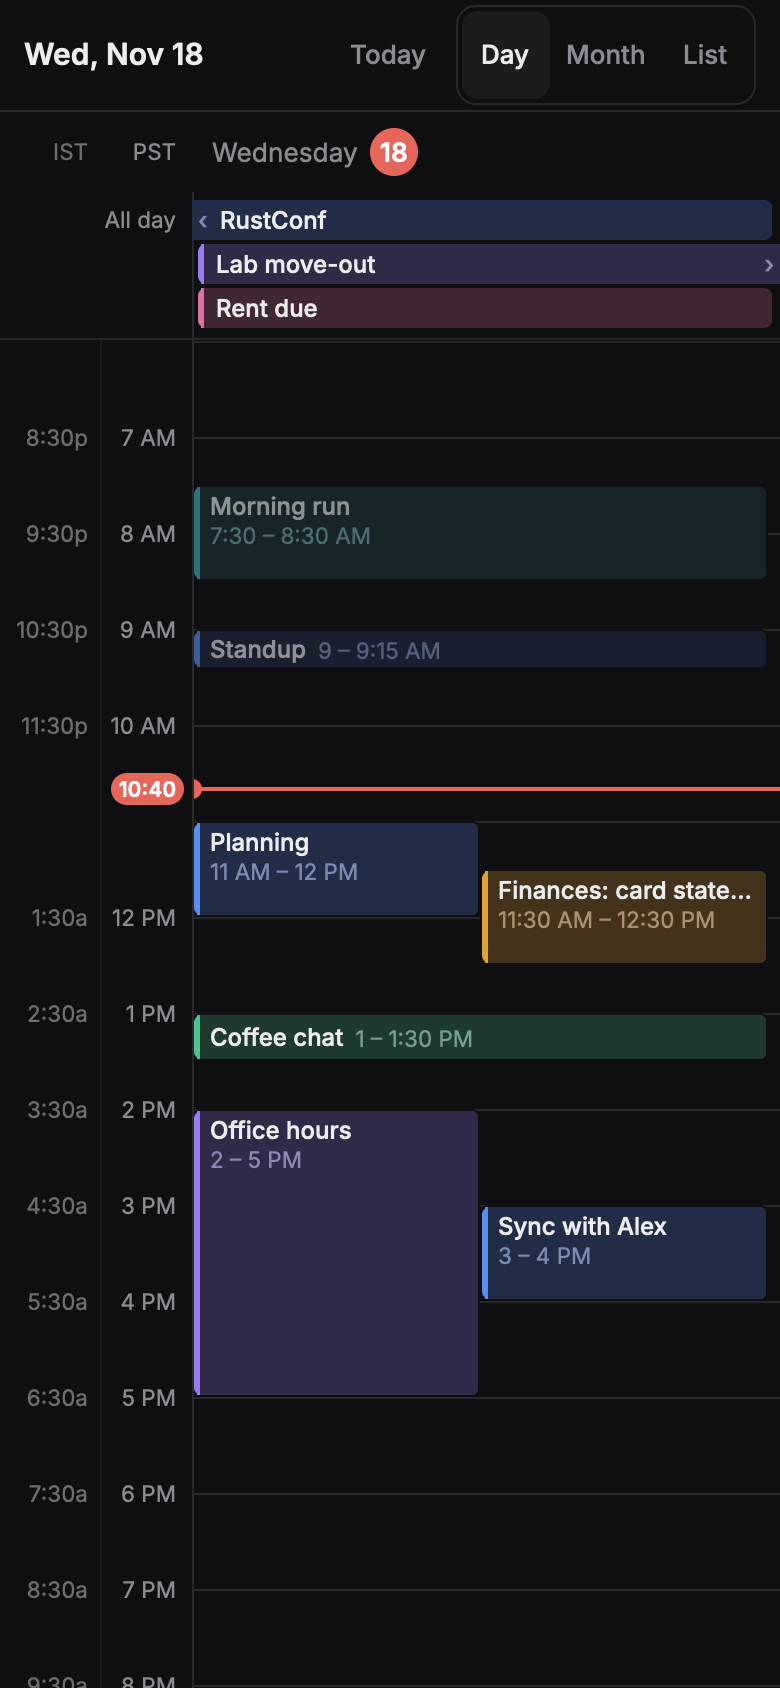 Wed, Nov 18 Today Day Month List
IST PST Wednesday 18
All day ‹ RustConf
Lab move-out ›
Rent due
8:30p 7 AM
Morning run
7:30 – 8:30 AM
9:30p 8 AM
10:30p 9 AM
Standup 9 – 9:15 AM
11:30p 10 AM
10:40
Planning
11 AM – 12 PM
Finances: card state...
11:30 AM – 12:30 PM
1:30a 12 PM
2:30a 1 PM
Coffee chat 1 – 1:30 PM
3:30a 2 PM
Office hours
2 – 5 PM
4:30a 3 PM
Sync with Alex
3 – 4 PM
5:30a 4 PM
6:30a 5 PM
7:30a 6 PM
8:30a 7 PM
9:30a 8 PM